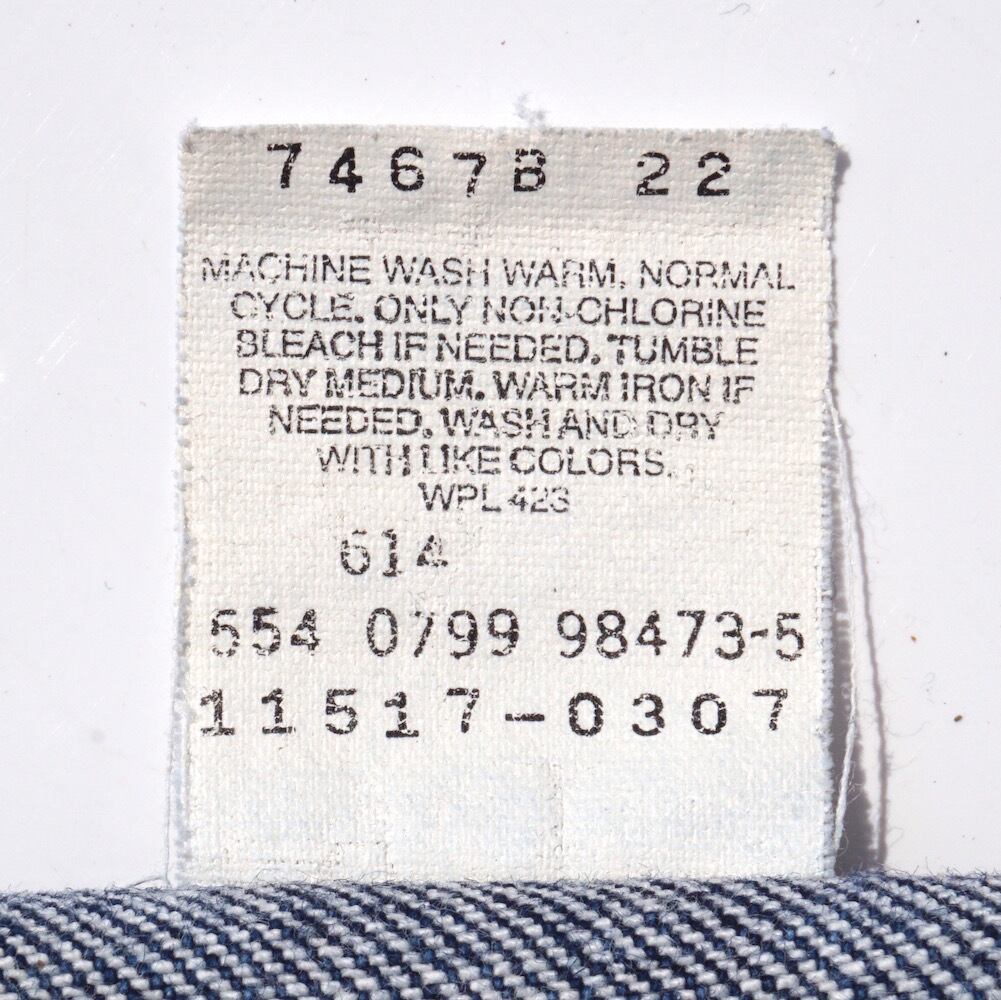 7467B 22
MACHINE WASH WARM. NORMAL
CYCLE. ONLY NON-CHLORINE
BLEACH IF NEEDED. TUMBLE
DRY MEDIUM. WARM IRON IF
NEEDED. WASH AND DRY
WITH LIKE COLORS.
WPL 423
614
554 0799 98473-5
11517-0307